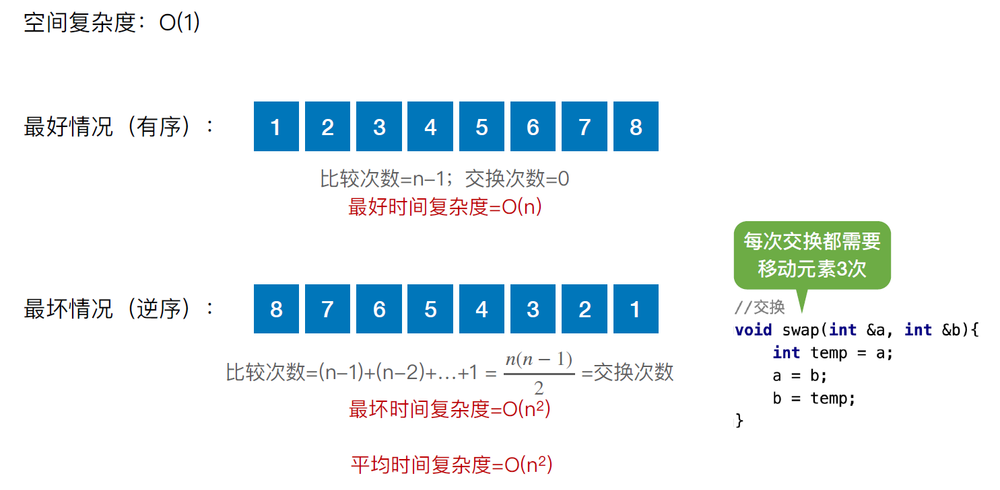 空间复杂度：O(1)
最好情况（有序）：
1 2 3 4 5 6 7 8
比较次数=n-1；交换次数=0
最好时间复杂度=O(n)
最坏情况（逆序）：
8 7 6 5 4 3 2 1
比较次数=(n-1)+(n-2)+…+1 = n(n − 1)/2 =交换次数
最坏时间复杂度=O(n²)
平均时间复杂度=O(n²)
每次交换都需要
移动元素3次
//交换
void swap(int &a, int &b){
    int temp = a;
    a = b;
    b = temp;
}